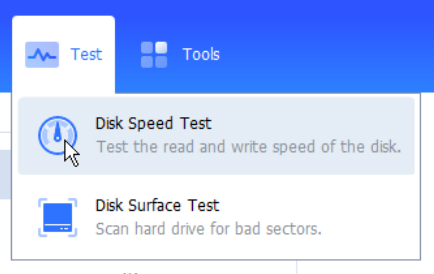 Test
Tools
Disk Speed Test
Test the read and write speed of the disk.
Disk Surface Test
Scan hard drive for bad sectors.